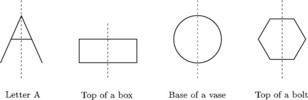 Letter A
Top of a box
Base of a vase
Top of a bolt